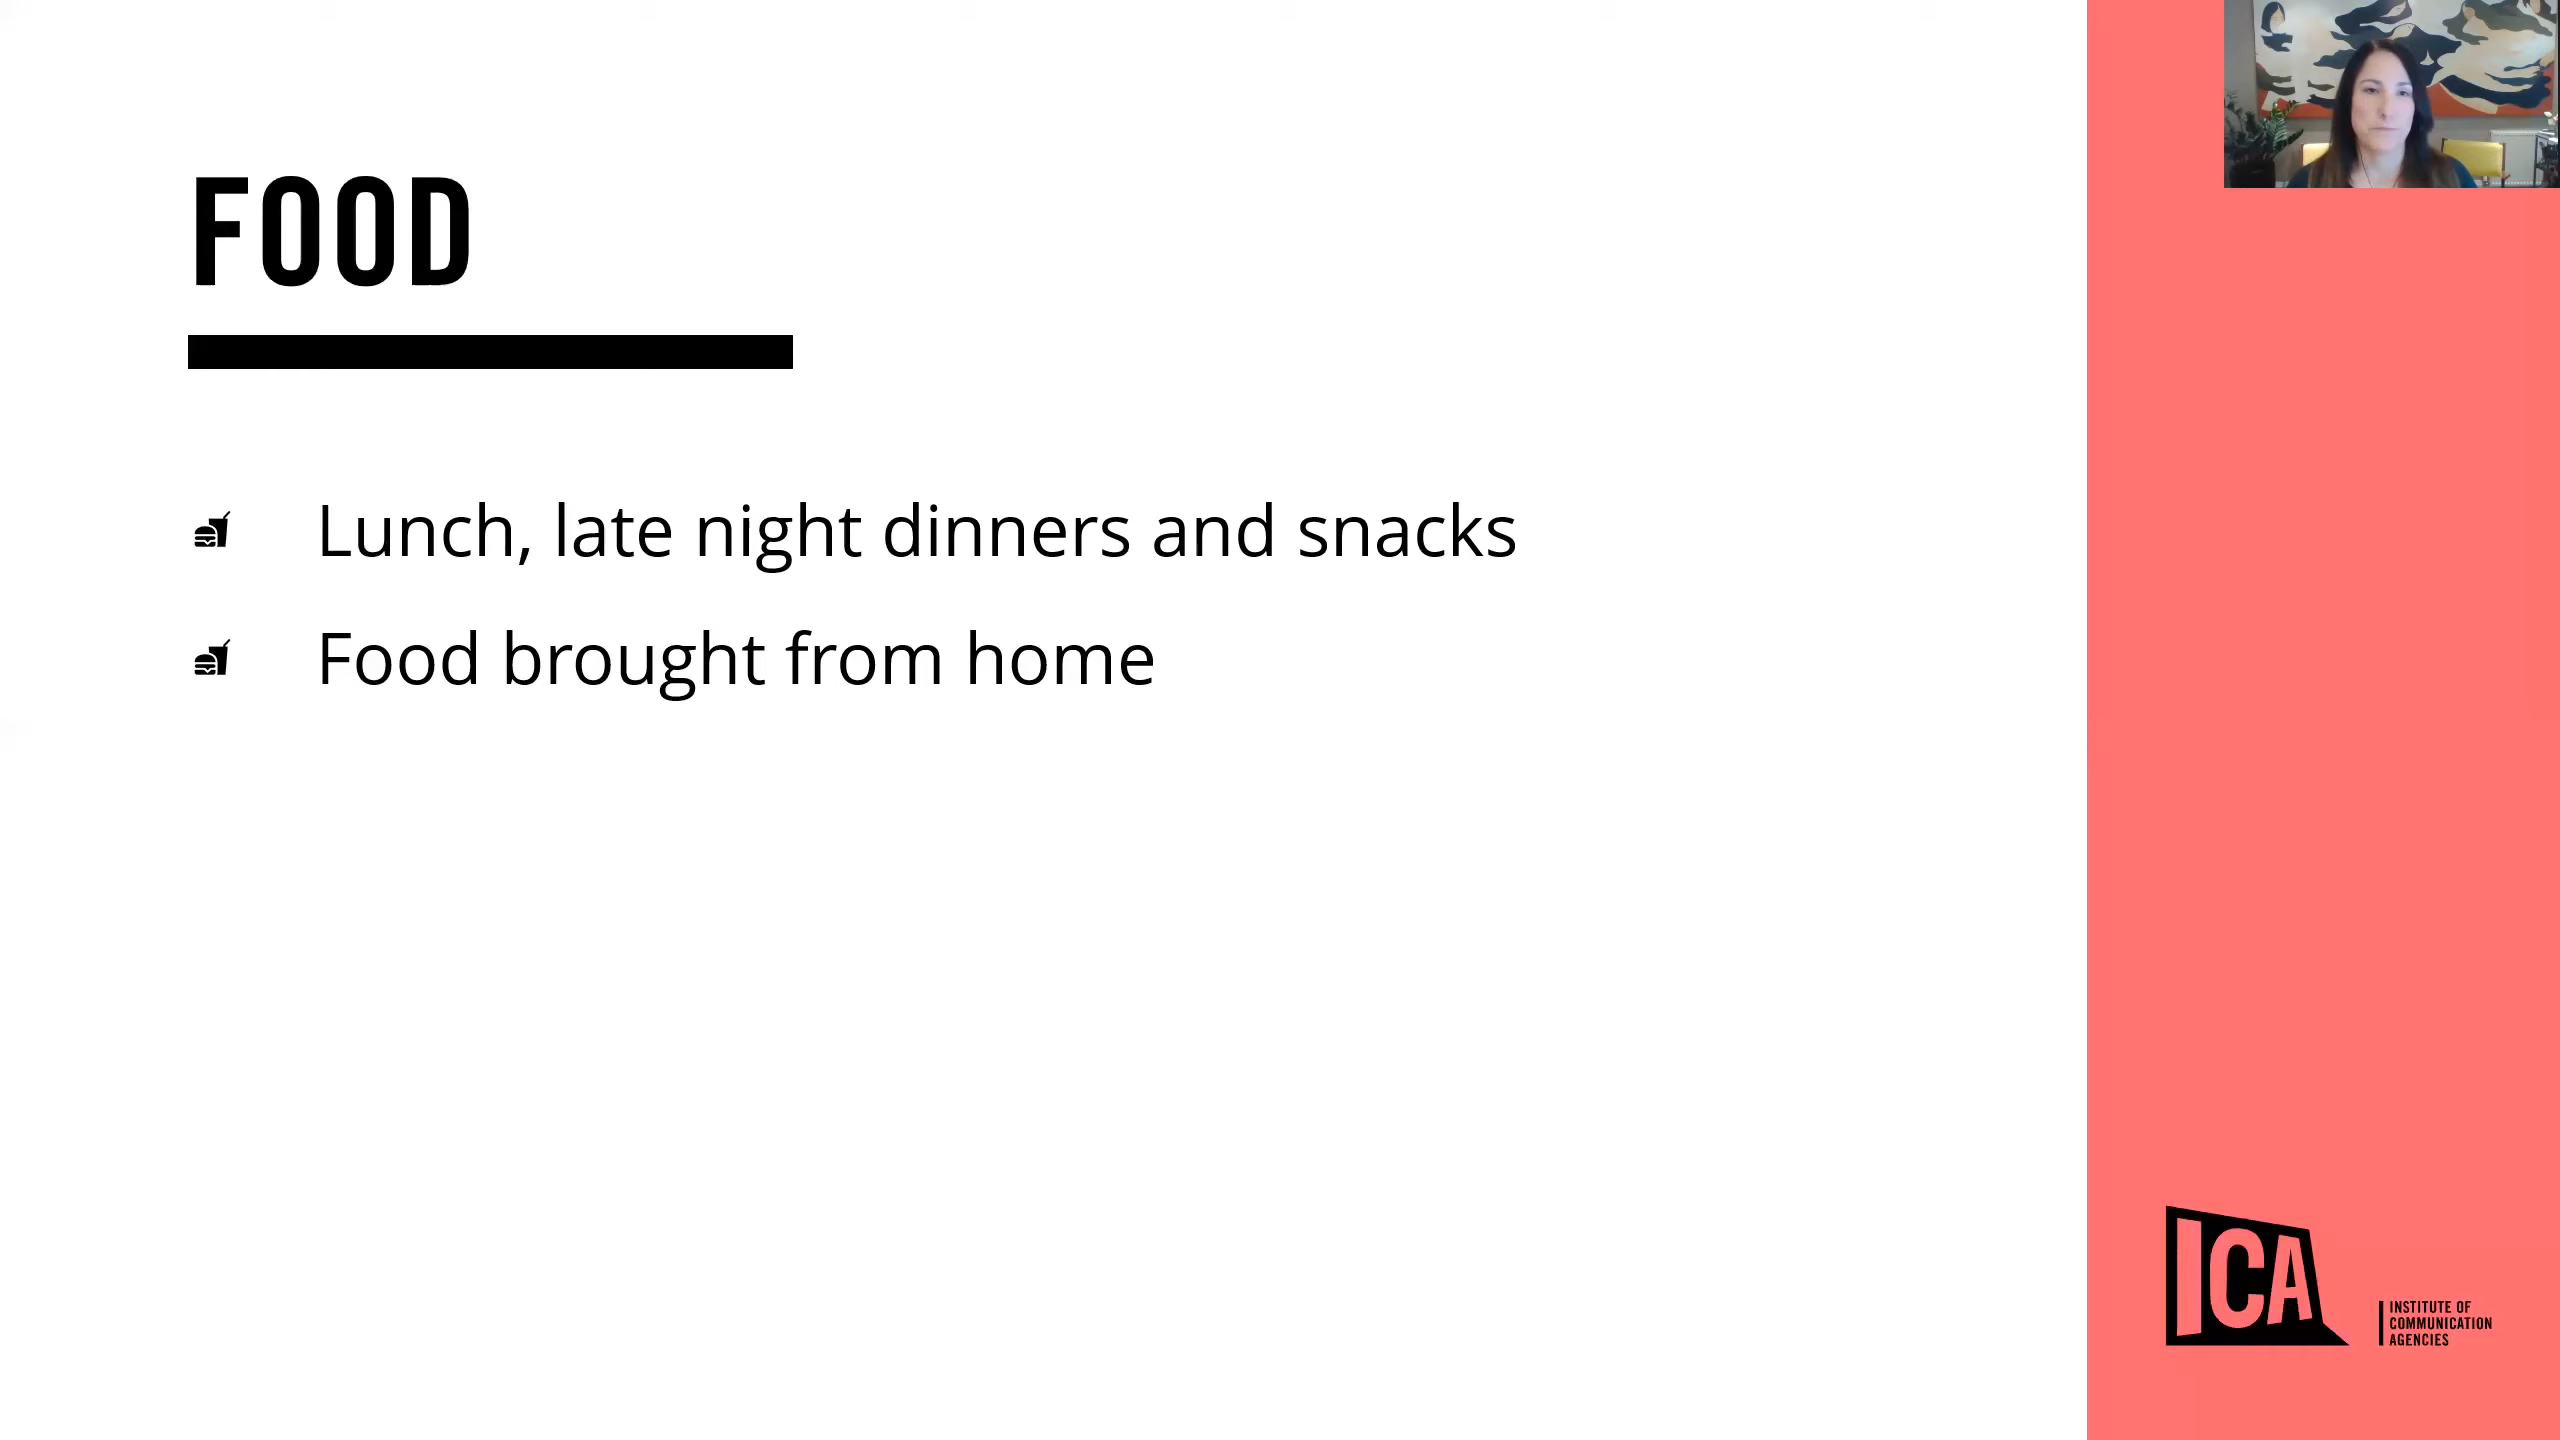 FOOD
Lunch, late night dinners and snacks
Food brought from home
ICA
INSTITUTE OF
COMMUNICATION
AGENCIES